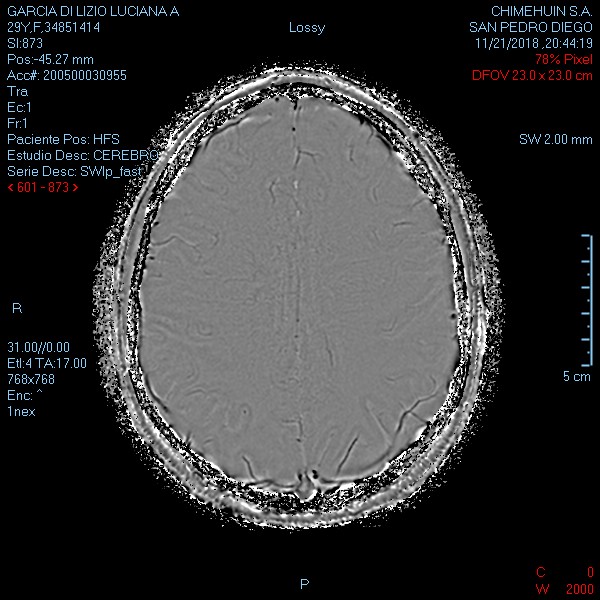 GARCIA DI LIZIO LUCIANA A
29Y,F,34851414
Sl:873
Pos:-45.27 mm
Acc#: 200500030955
Tra
Ec:1
Fr:1
Paciente Pos: HFS
Estudio Desc: CEREBRO
Serie Desc: SWIp_fast
< 601 - 873 >
Lossy
CHIMEHUIN S.A.
SAN PEDRO DIEGO
11/21/2018 ,20:44:19
78% Pixel
DFOV 23.0 x 23.0 cm
SW 2.00 mm
R
31.00//0.00
Etl:4 TA:17.00
768x768
Enc: ^
1nex
5 cm
P
C 0
W 2000